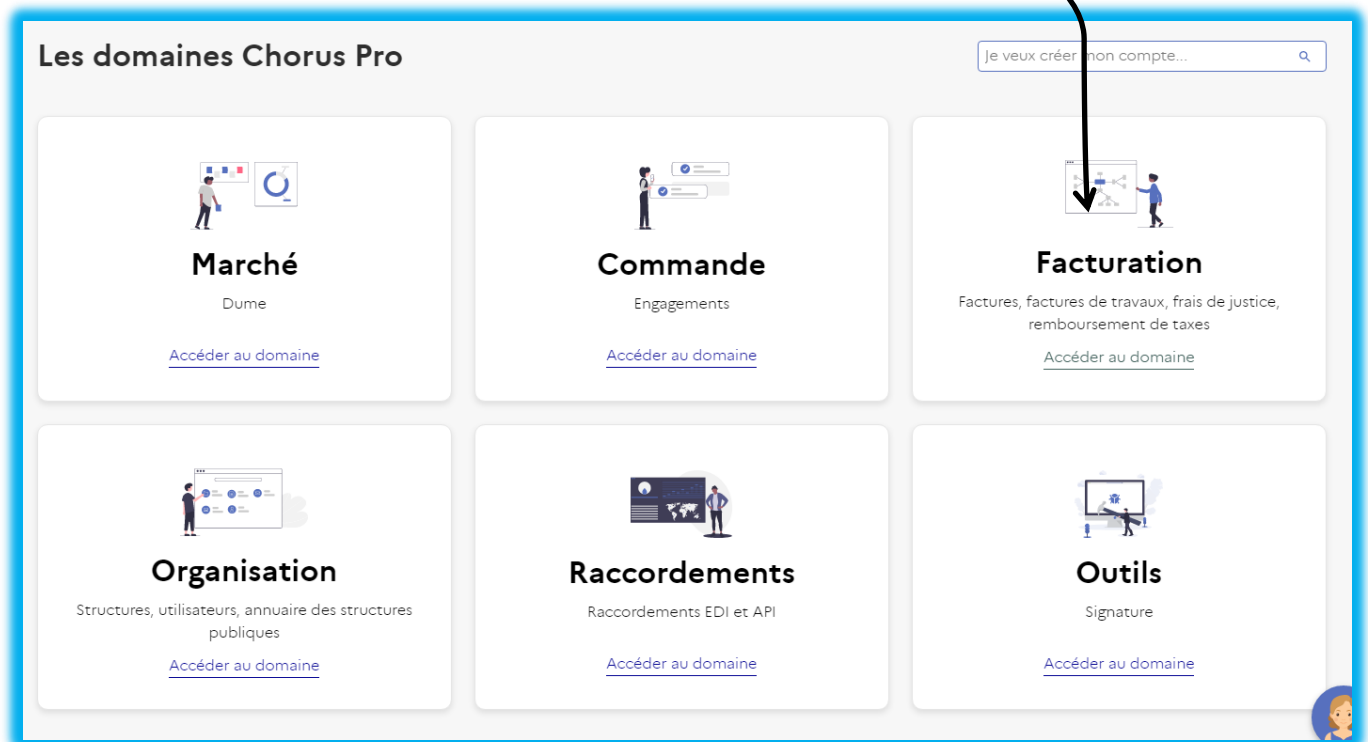 Les domaines Chorus Pro
Je veux créer mon compte...
Marché
Dume
Accéder au domaine
Commande
Engagements
Accéder au domaine
Facturation
Factures, factures de travaux, frais de justice,
remboursement de taxes
Accéder au domaine
Organisation
Structures, utilisateurs, annuaire des structures
publiques
Accéder au domaine
Raccordements
Raccordements EDI et API
Accéder au domaine
Outils
Signature
Accéder au domaine